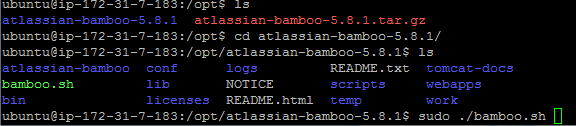 ubuntu@ip-172-31-7-183:/opt$ ls
atlassian-bamboo-5.8.1  atlassian-bamboo-5.8.1.tar.gz
ubuntu@ip-172-31-7-183:/opt$ cd atlassian-bamboo-5.8.1/
ubuntu@ip-172-31-7-183:/opt/atlassian-bamboo-5.8.1$ ls
atlassian-bamboo  conf      logs         README.txt  tomcat-docs
bamboo.sh         lib       NOTICE       scripts     webapps
bin               licenses  README.html  temp        work
ubuntu@ip-172-31-7-183:/opt/atlassian-bamboo-5.8.1$ sudo ./bamboo.sh